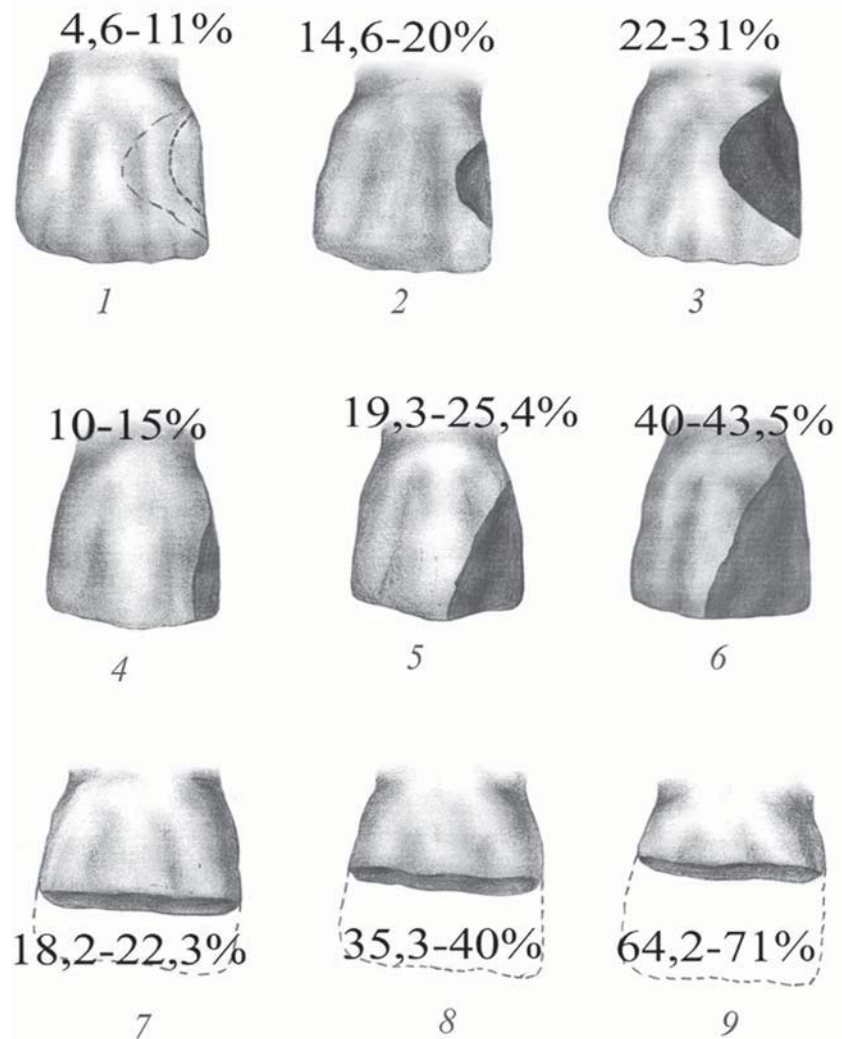 4,6-11% 14,6-20% 22-31%
1 2 3
10-15% 19,3-25,4% 40-43,5%
4 5 6
18,2-22,3% 35,3-40% 64,2-71%
7 8 9